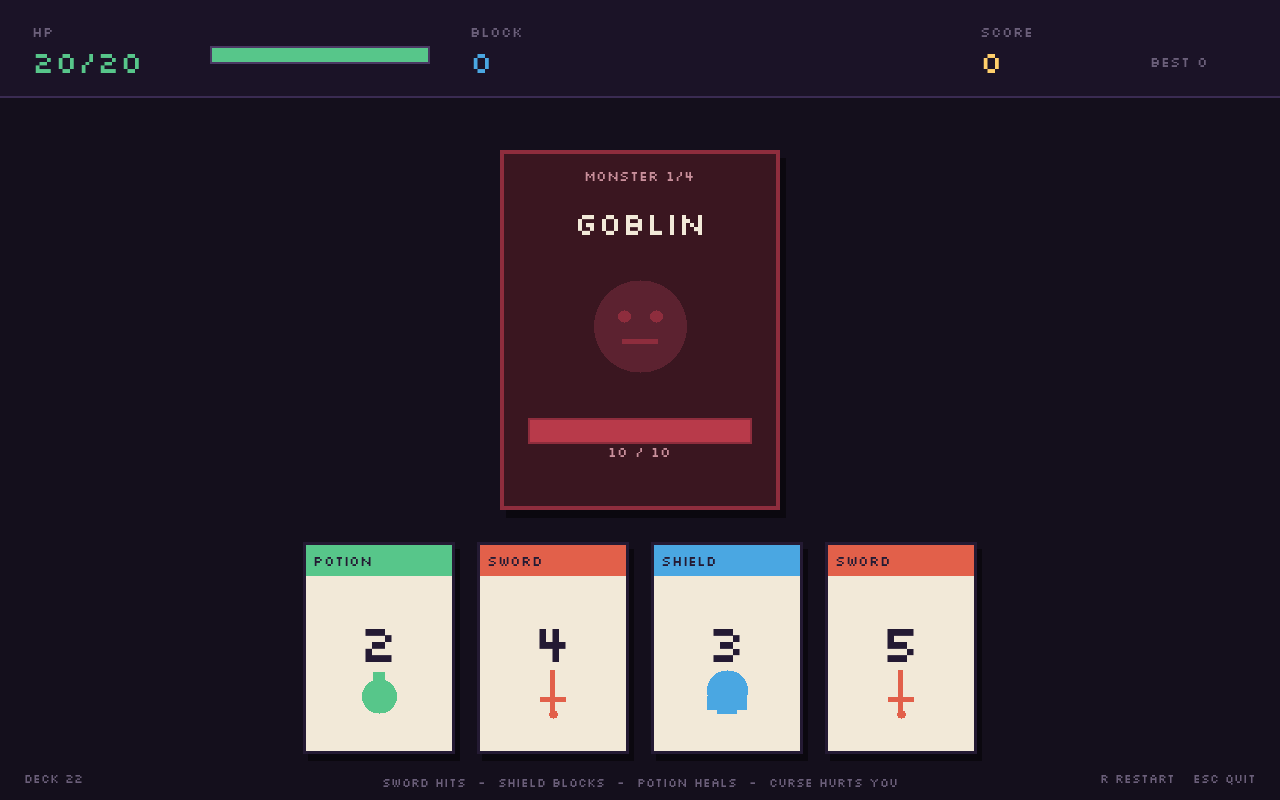 HP
20/20
BLOCK
0
SCORE
0
BEST 0
MONSTER 1/4
GOBLIN
10 / 10
POTION
2
SWORD
4
SHIELD
3
SWORD
5
DECK 22
SWORD HITS - SHIELD BLOCKS - POTION HEALS - CURSE HURTS YOU
R RESTART ESC QUIT